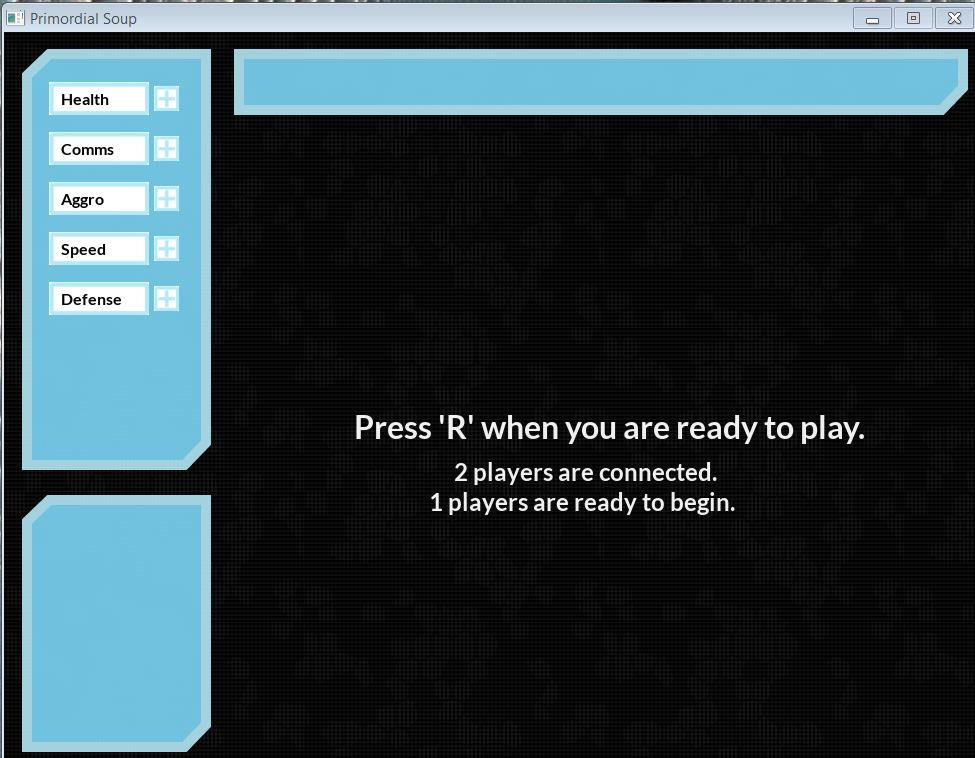 Primordial Soup
Health
Comms
Aggro
Speed
Defense
Press 'R' when you are ready to play.
2 players are connected.
1 players are ready to begin.